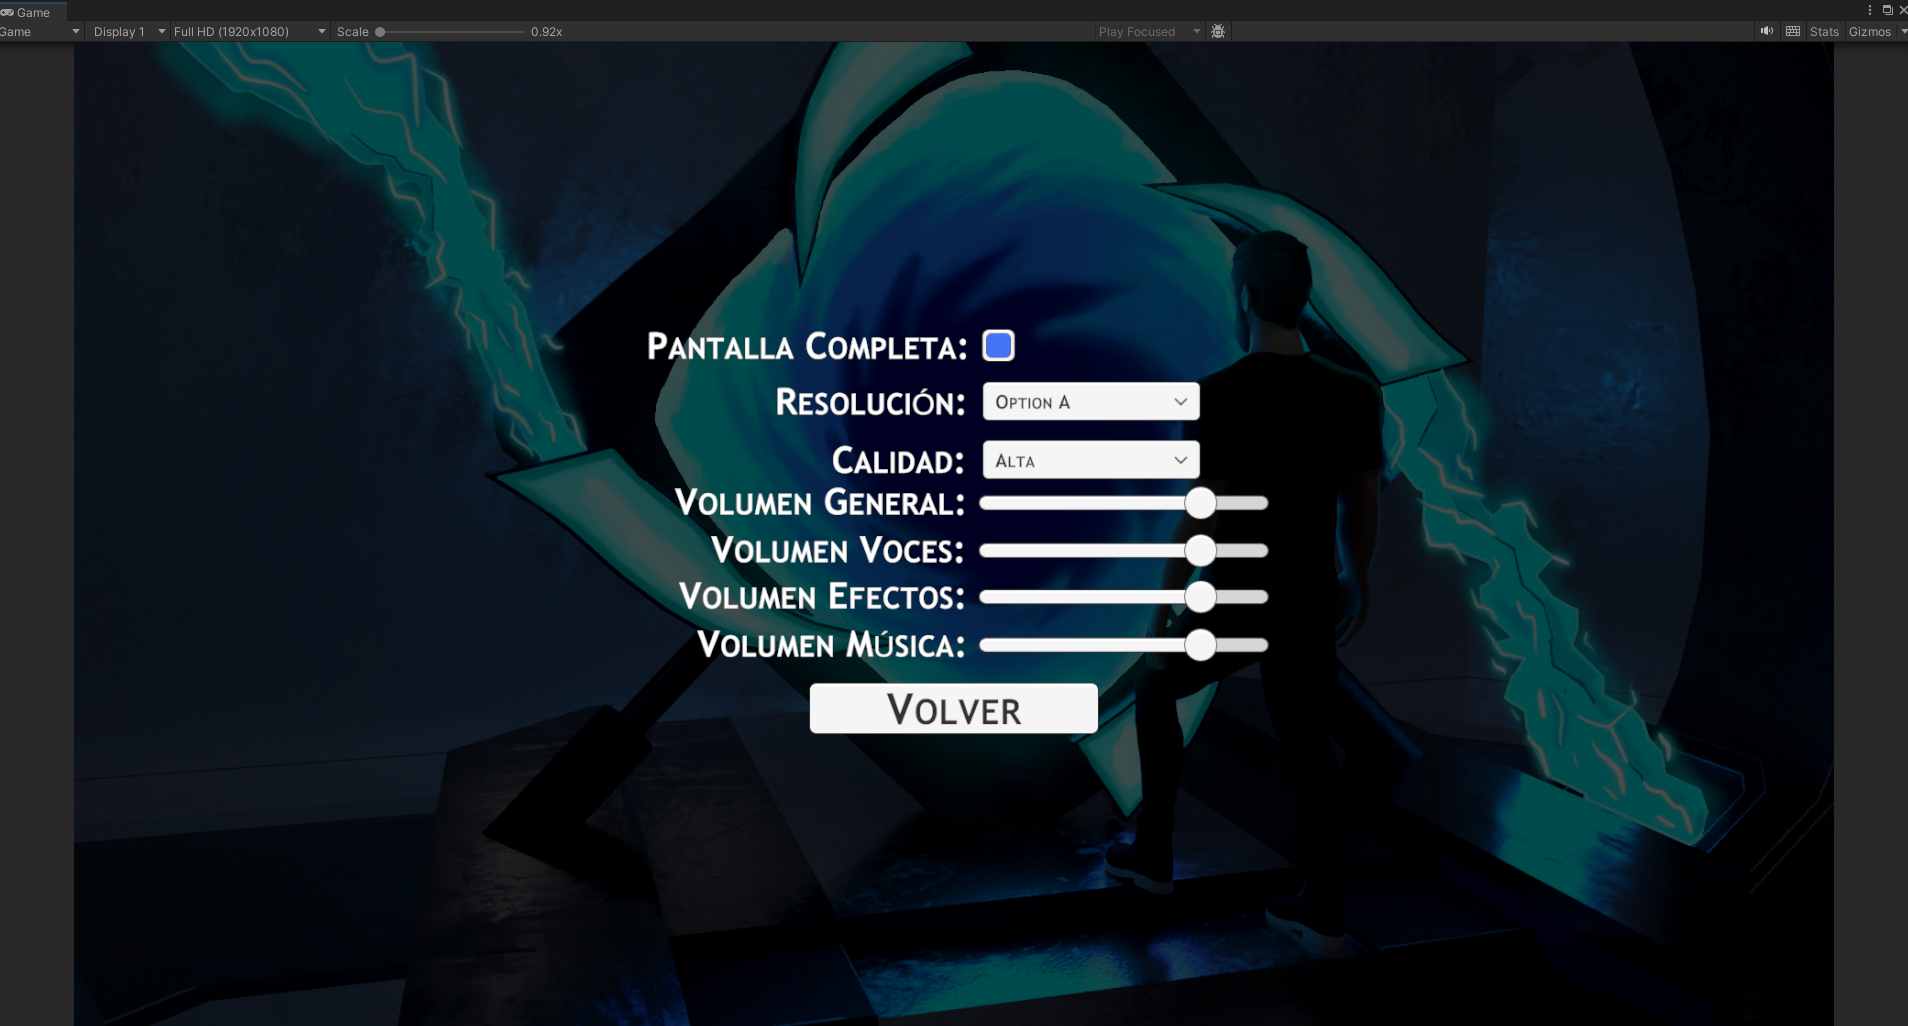 Game
Game Display 1 Full HD (1920x1080) Scale 0.92x Play Focused Stats Gizmos
Pantalla Completa:
Resolución: Option A
Calidad: Alta
Volumen General:
Volumen Voces:
Volumen Efectos:
Volumen Música:
Volver